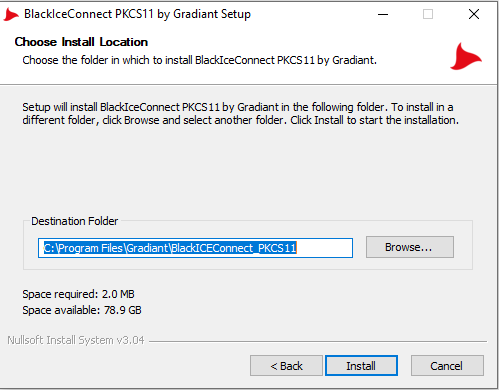 BlackIceConnect PKCS11 by Gradiant Setup
Choose Install Location
Choose the folder in which to install BlackIceConnect PKCS11 by Gradiant.
Setup will install BlackIceConnect PKCS11 by Gradiant in the following folder. To install in a
different folder, click Browse and select another folder. Click Install to start the installation.
Destination Folder
C:\Program Files\Gradiant\BlackICEConnect_PKCS11
Browse...
Space required: 2.0 MB
Space available: 78.9 GB
Nullsoft Install System v3.04
< Back
Install
Cancel